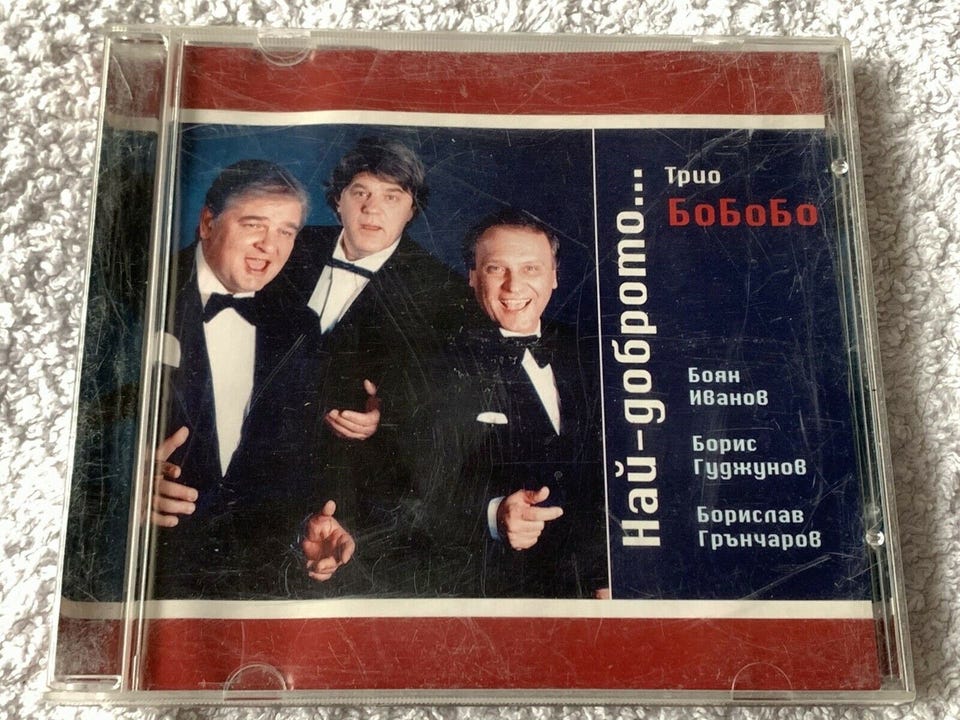 Най-доброто...
Трио
БоБоБо
Боян
Иванов
Борис
Гуджунов
Борислав
Грънчаров